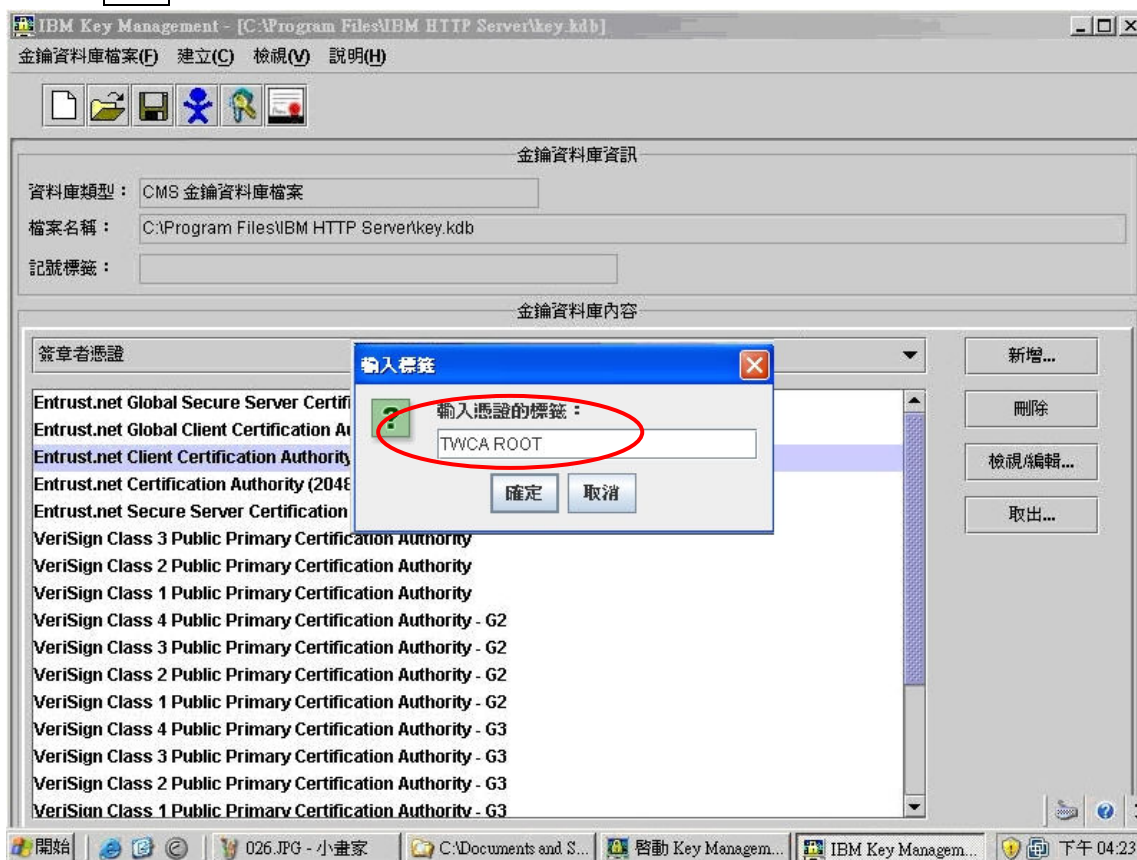 IBM Key Management - [C:\Program Files\IBM HTTP Server\key.kdb]
金鑰資料庫檔案(F) 建立(C) 檢視(V) 說明(H)
金鑰資料庫資訊
資料庫類型： CMS 金鑰資料庫檔案
檔案名稱： C:\Program Files\IBM HTTP Server\key.kdb
記號標籤：
金鑰資料庫內容
簽章者憑證
新增...
刪除
檢視/編輯...
取出...
輸入標籤
輸入憑證的標籤：
TWCA ROOT
確定 取消
Entrust.net Global Secure Server Certifi
Entrust.net Global Client Certification Au
Entrust.net Client Certification Authority
Entrust.net Certification Authority (2048
Entrust.net Secure Server Certification
VeriSign Class 3 Public Primary Certification Authority
VeriSign Class 2 Public Primary Certification Authority
VeriSign Class 1 Public Primary Certification Authority
VeriSign Class 4 Public Primary Certification Authority - G2
VeriSign Class 3 Public Primary Certification Authority - G2
VeriSign Class 2 Public Primary Certification Authority - G2
VeriSign Class 1 Public Primary Certification Authority - G2
VeriSign Class 4 Public Primary Certification Authority - G3
VeriSign Class 3 Public Primary Certification Authority - G3
VeriSign Class 2 Public Primary Certification Authority - G3
VeriSign Class 1 Public Primary Certification Authority - G3
開始 026.JPG - 小畫家 C:\Documents and S... 啓動 Key Managem... IBM Key Managem... 下午 04:23